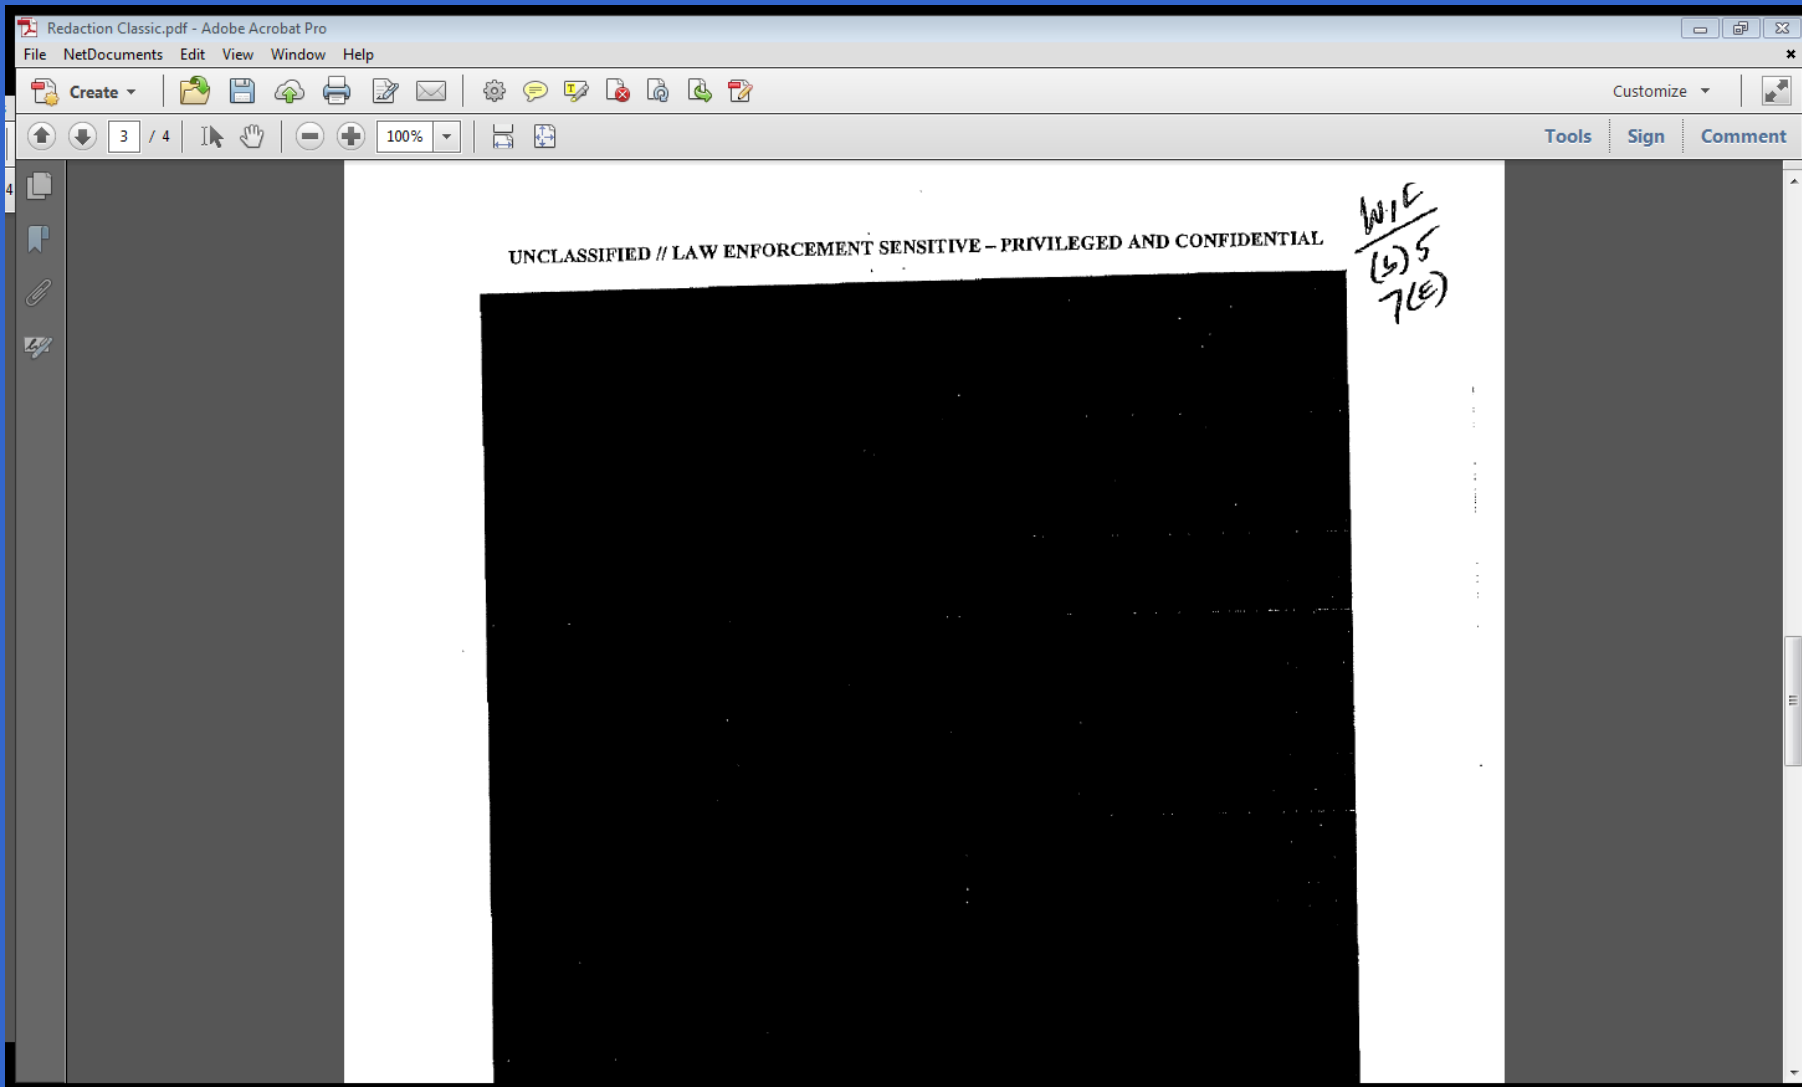 Redaction Classic.pdf - Adobe Acrobat Pro
File NetDocuments Edit View Window Help
Create
Customize
3 / 4
100%
Tools Sign Comment
4
UNCLASSIFIED // LAW ENFORCEMENT SENSITIVE – PRIVILEGED AND CONFIDENTIAL
W/E
(b) 5
7(E)